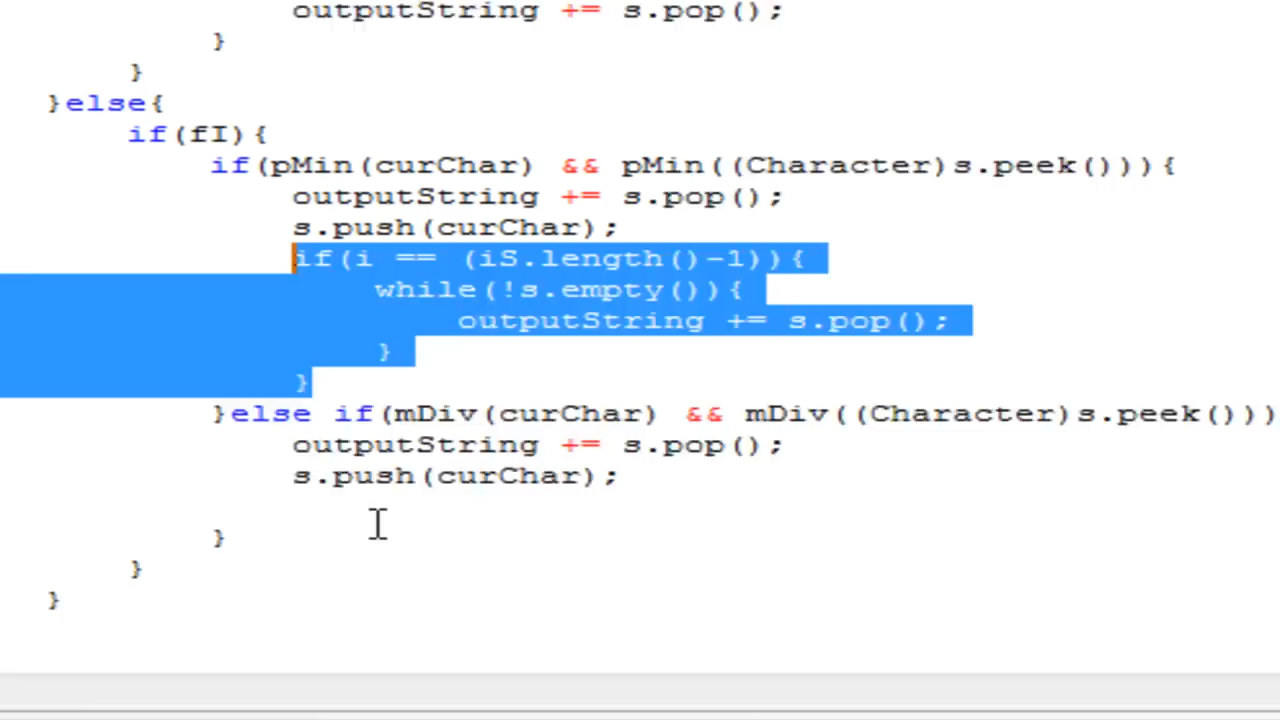 outputString += s.pop();
}
}
}else{
if(fI){
if(pMin(curChar) && pMin((Character)s.peek())){
outputString += s.pop();
s.push(curChar);
if(i == (iS.length()-1)){
while(!s.empty()){
outputString += s.pop();
}
}
}else if(mDiv(curChar) && mDiv((Character)s.peek()))
outputString += s.pop();
s.push(curChar);
}
}
}